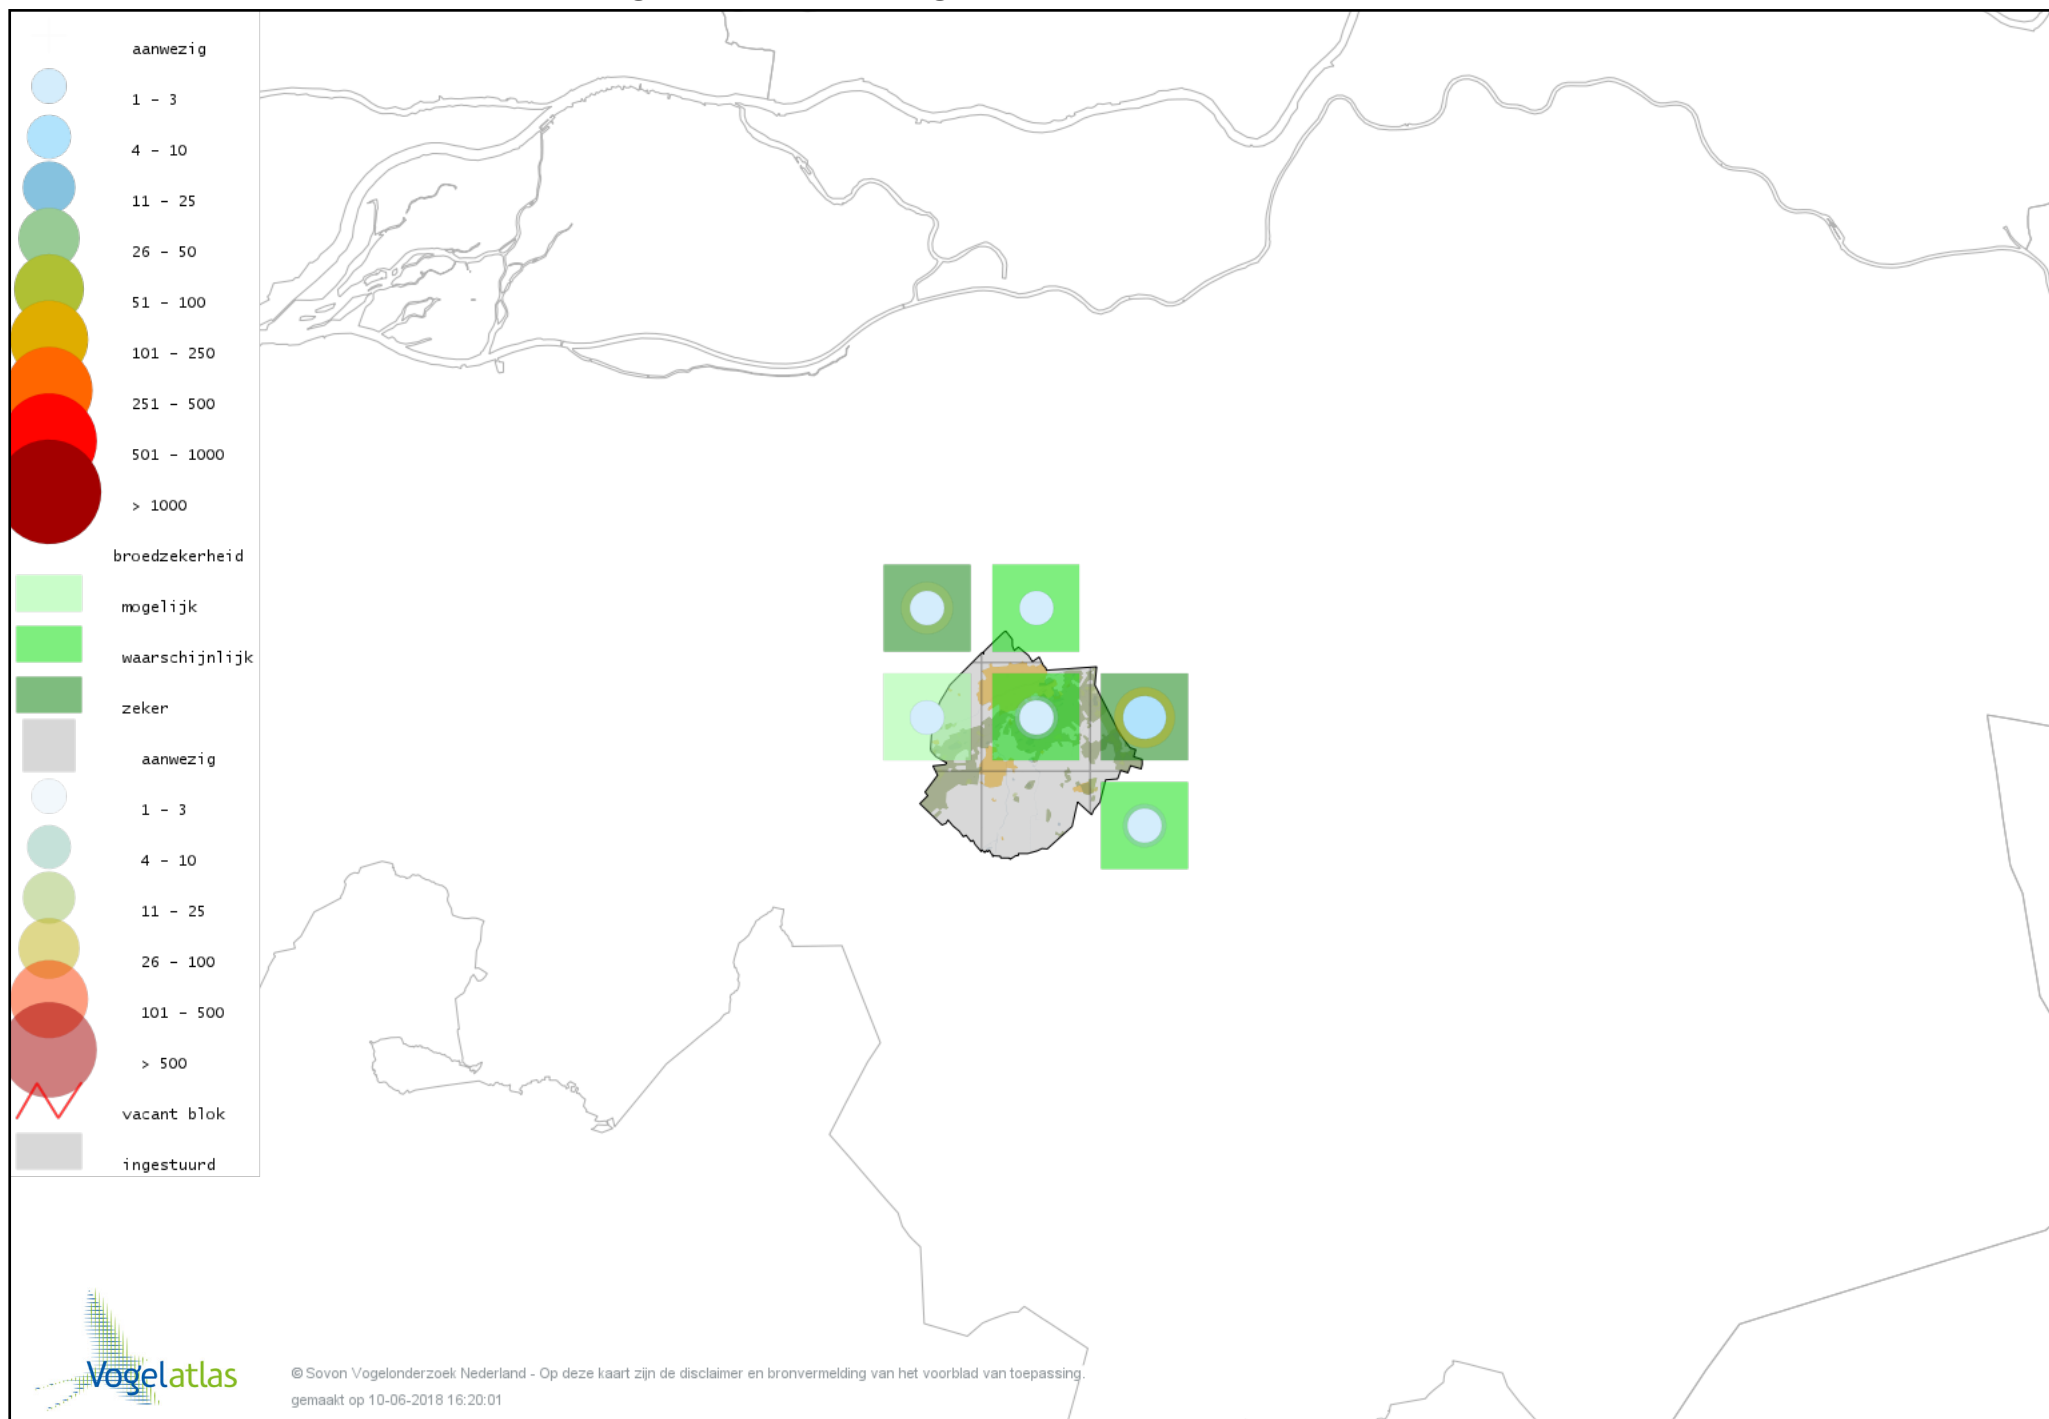 aanwezig
1 - 3
4 - 10
11 - 25
26 - 50
51 - 100
101 - 250
251 - 500
501 - 1000
> 1000
broedzekerheid
mogelijk
waarschijnlijk
zeker
aanwezig
1 - 3
4 - 10
11 - 25
26 - 100
101 - 500
> 500
vacant blok
ingestuurd
Vogelatlas
© Sovon Vogelonderzoek Nederland - Op deze kaart zijn de disclaimer en bronvermelding van het voorblad van toepassing.
gemaakt op 10-06-2018 16:20:01